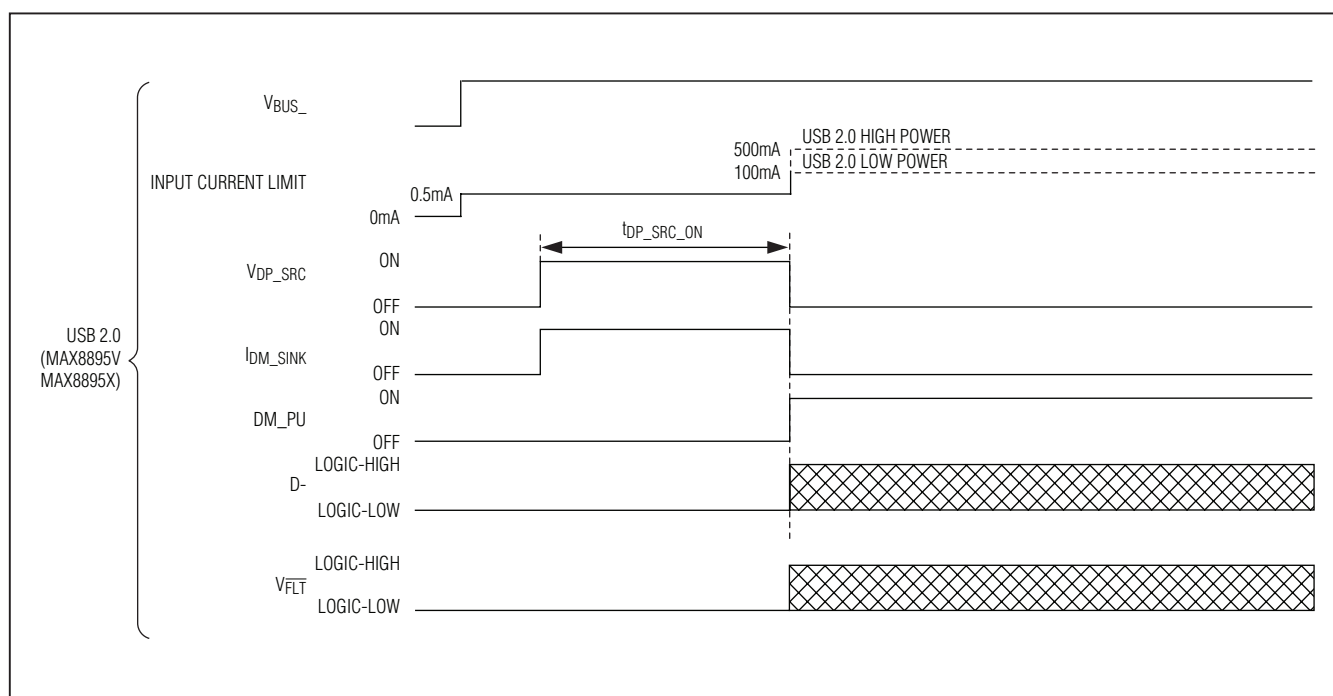 VBUS_
500mA
USB 2.0 HIGH POWER
100mA
USB 2.0 LOW POWER
INPUT CURRENT LIMIT
0.5mA
0mA
tDP_SRC_ON
VDP_SRC
ON
OFF
USB 2.0
(MAX8895V
MAX8895X)
IDM_SINK
ON
OFF
DM_PU
ON
OFF
D-
LOGIC-HIGH
LOGIC-LOW
VFLT
LOGIC-HIGH
LOGIC-LOW